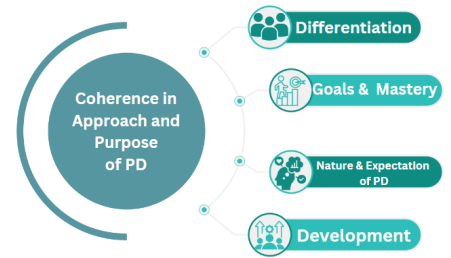 Coherence in
Approach and
Purpose
of PD
Differentiation
Goals & Mastery
Nature & Expectation
of PD
Development